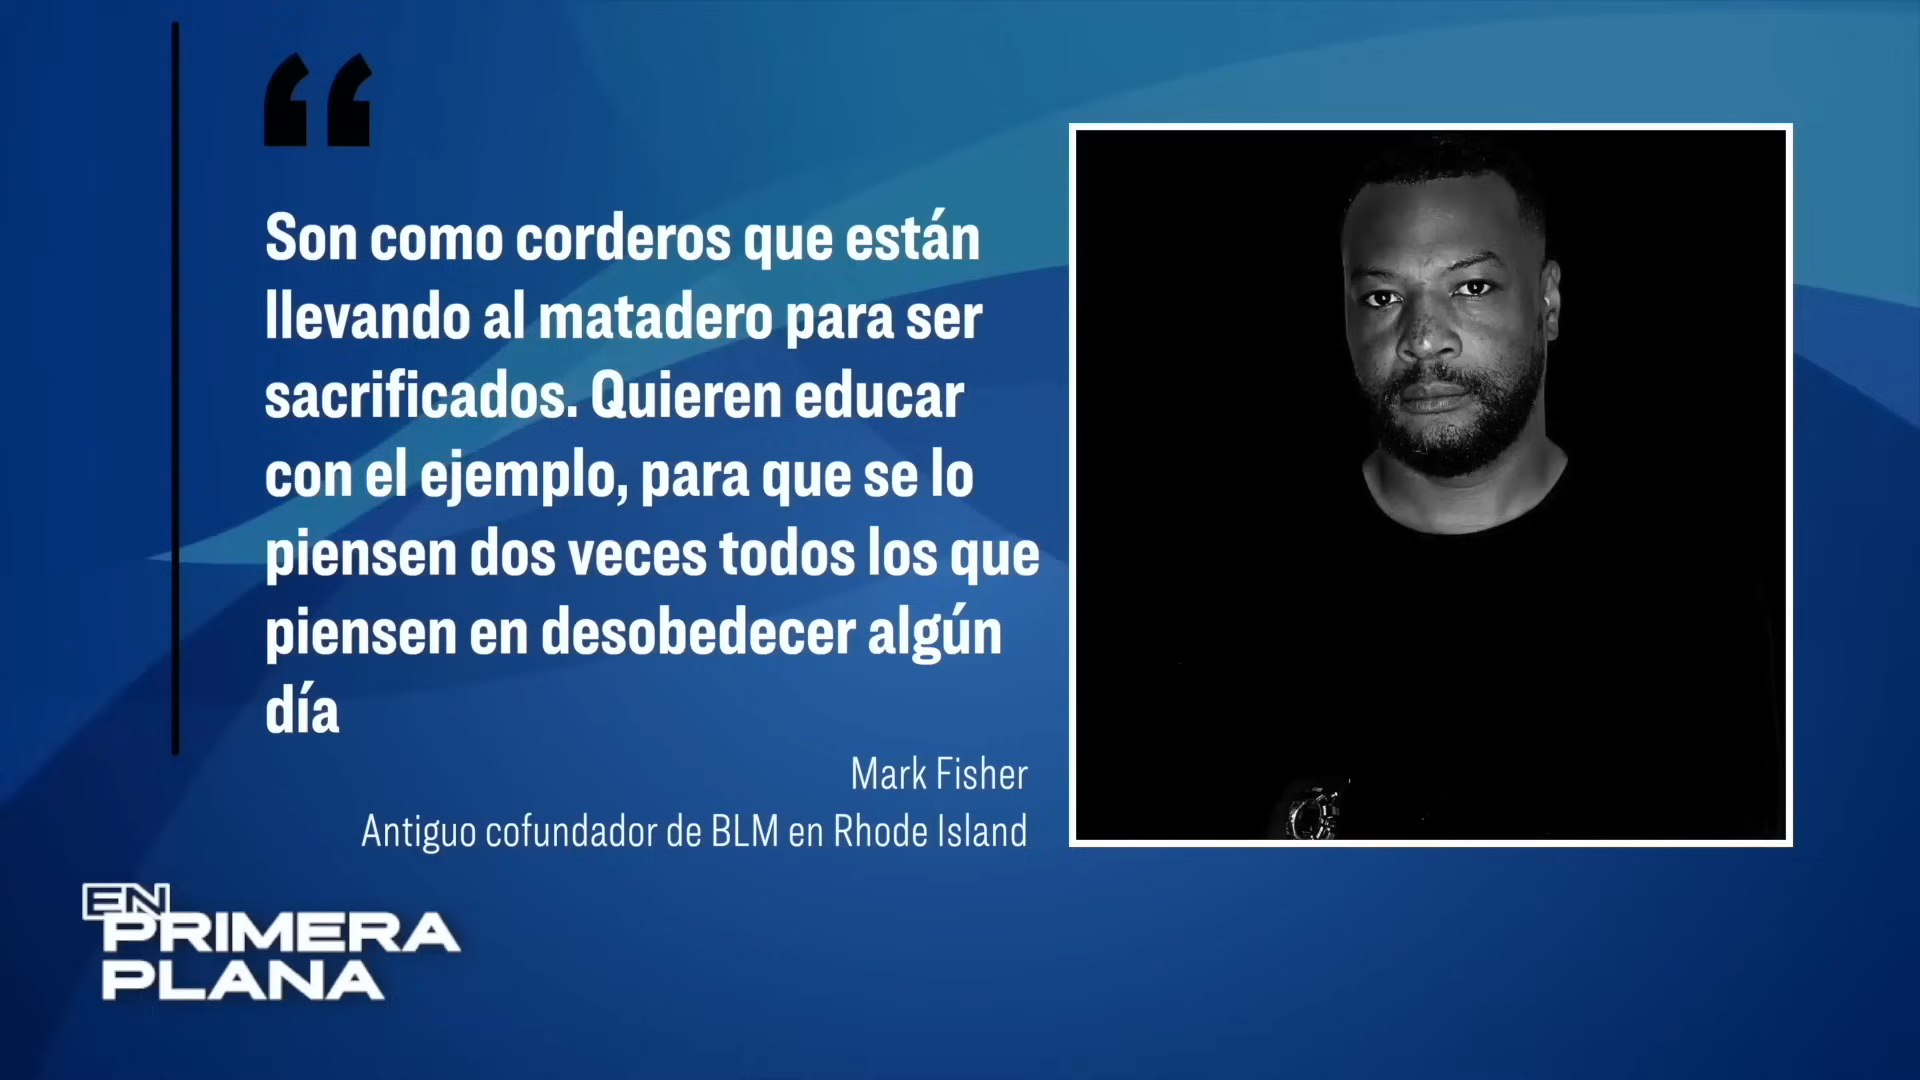 “
Son como corderos que están
llevando al matadero para ser
sacrificados. Quieren educar
con el ejemplo, para que se lo
piensen dos veces todos los que
piensen en desobedecer algún
día
Mark Fisher
Antiguo cofundador de BLM en Rhode Island
EN
PRIMERA
PLANA